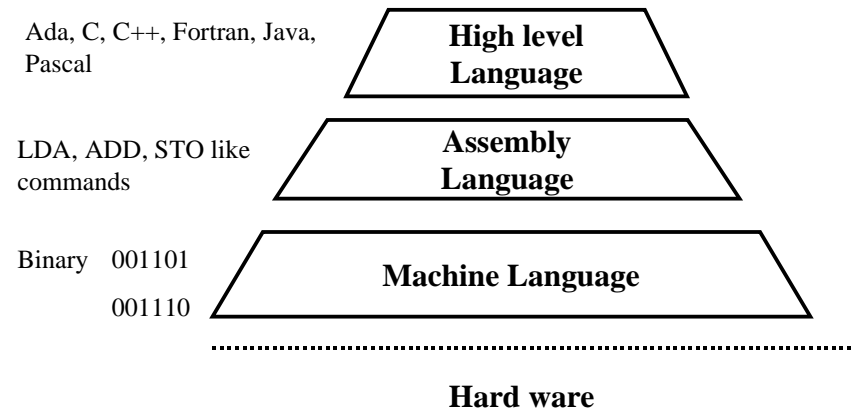 Ada, C, C++, Fortran, Java,
Pascal
High level
Language
LDA, ADD, STO like
commands
Assembly
Language
Binary 001101
001110
Machine Language
Hard ware